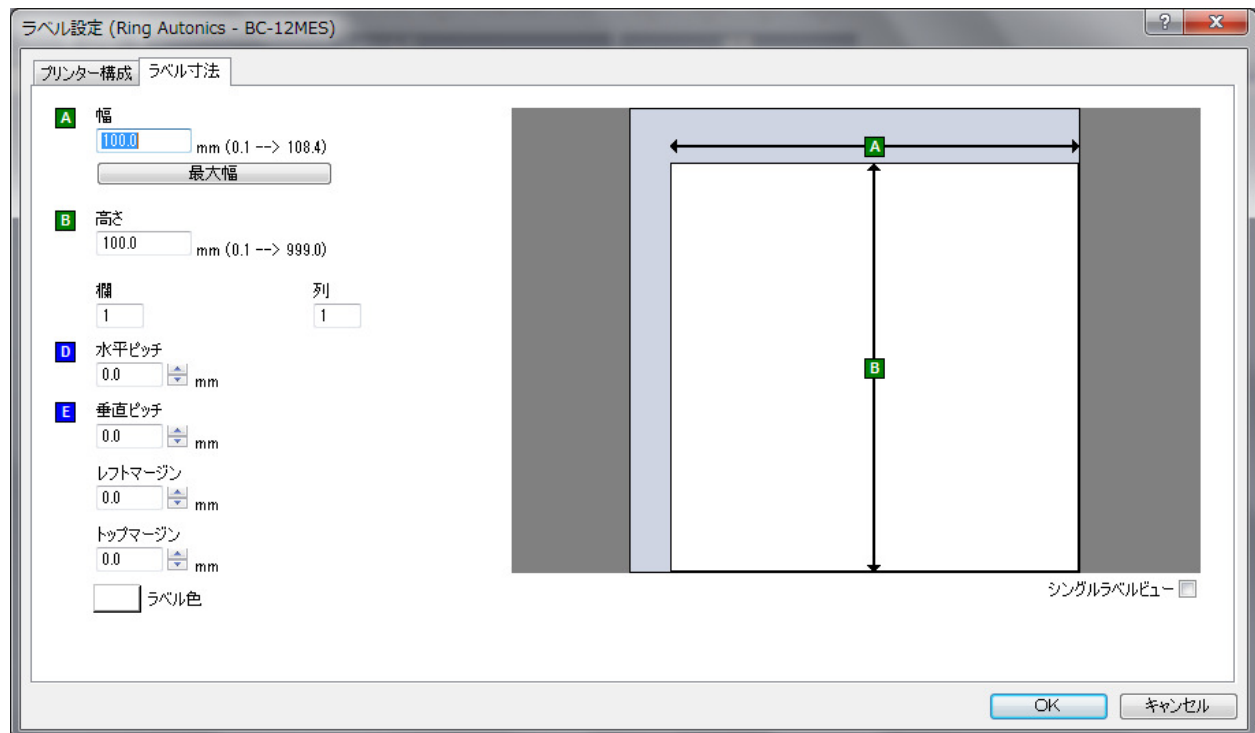 ラベル設定 (Ring Autonics - BC-12MES)
プリンター構成 ラベル寸法
A 幅
100.0 mm (0.1 --> 108.4)
最大幅
B 高さ
100.0 mm (0.1 --> 999.0)
欄 列
1 1
D 水平ピッチ
0.0 mm
E 垂直ピッチ
0.0 mm
レフトマージン
0.0 mm
トップマージン
0.0 mm
ラベル色
A
B
シングルラベルビュー
OK キャンセル